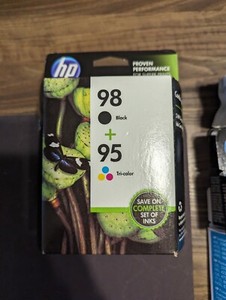 hp
PROVEN
PERFORMANCE
98
Black
+
95
Tri-color
SAVE ON
COMPLETE
SET OF
INKS